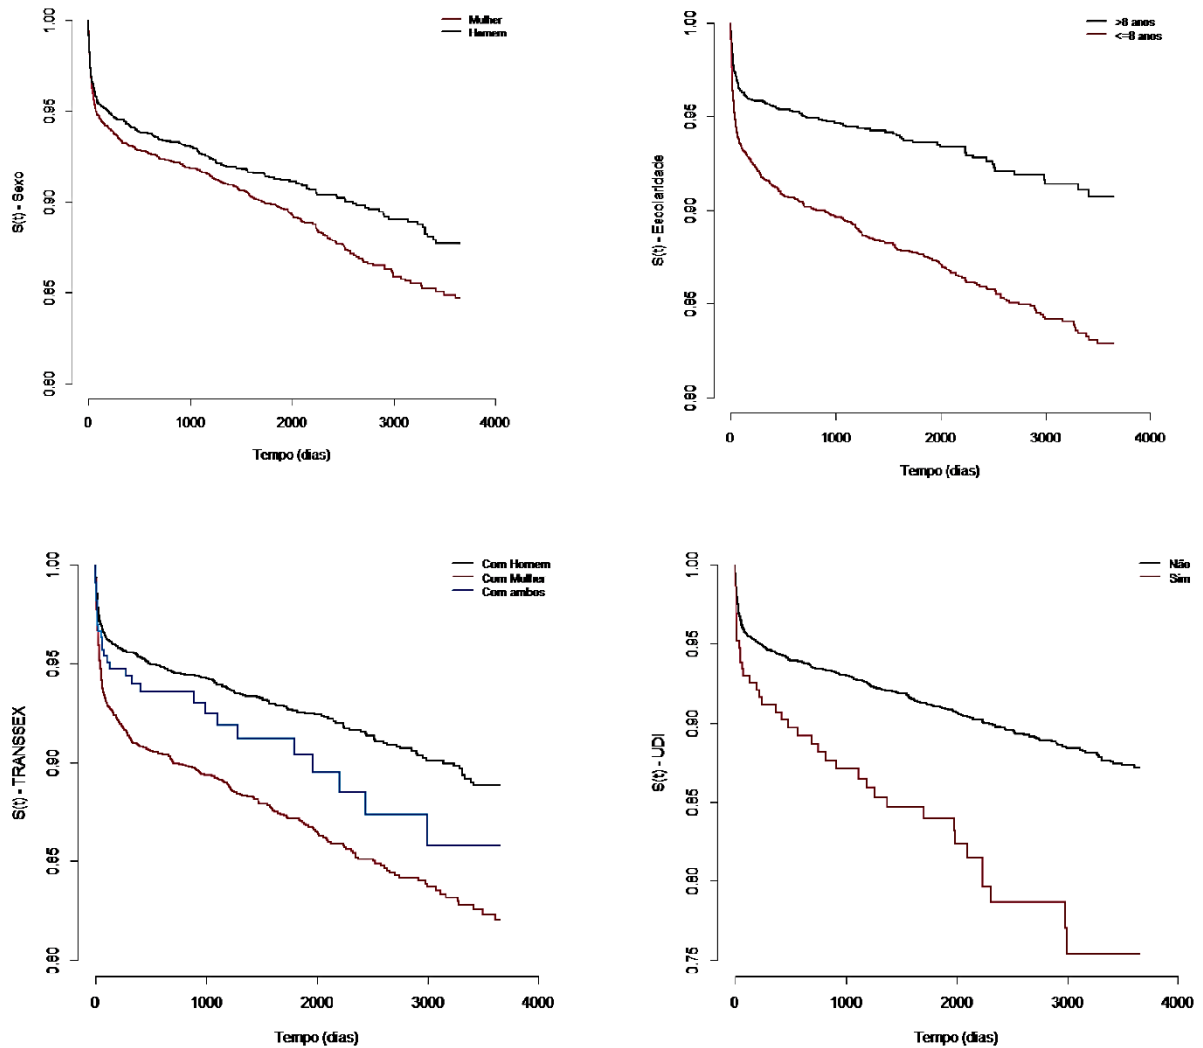 Mulher
Homem
S(t) - Sexo
1.00
0.95
0.90
0.85
0.80
0 1000 2000 3000 4000
Tempo (dias)
>8 anos
<=8 anos
S(t) - Escolaridade
1.00
0.95
0.90
0.85
0.80
0 1000 2000 3000 4000
Tempo (dias)
Com Homem
Com Mulher
Com ambos
S(t) - TRANSSEX
1.00
0.95
0.90
0.85
0.80
0 1000 2000 3000 4000
Tempo (dias)
Não
Sim
S(t) - UDI
1.00
0.95
0.90
0.85
0.80
0.75
0 1000 2000 3000 4000
Tempo (dias)